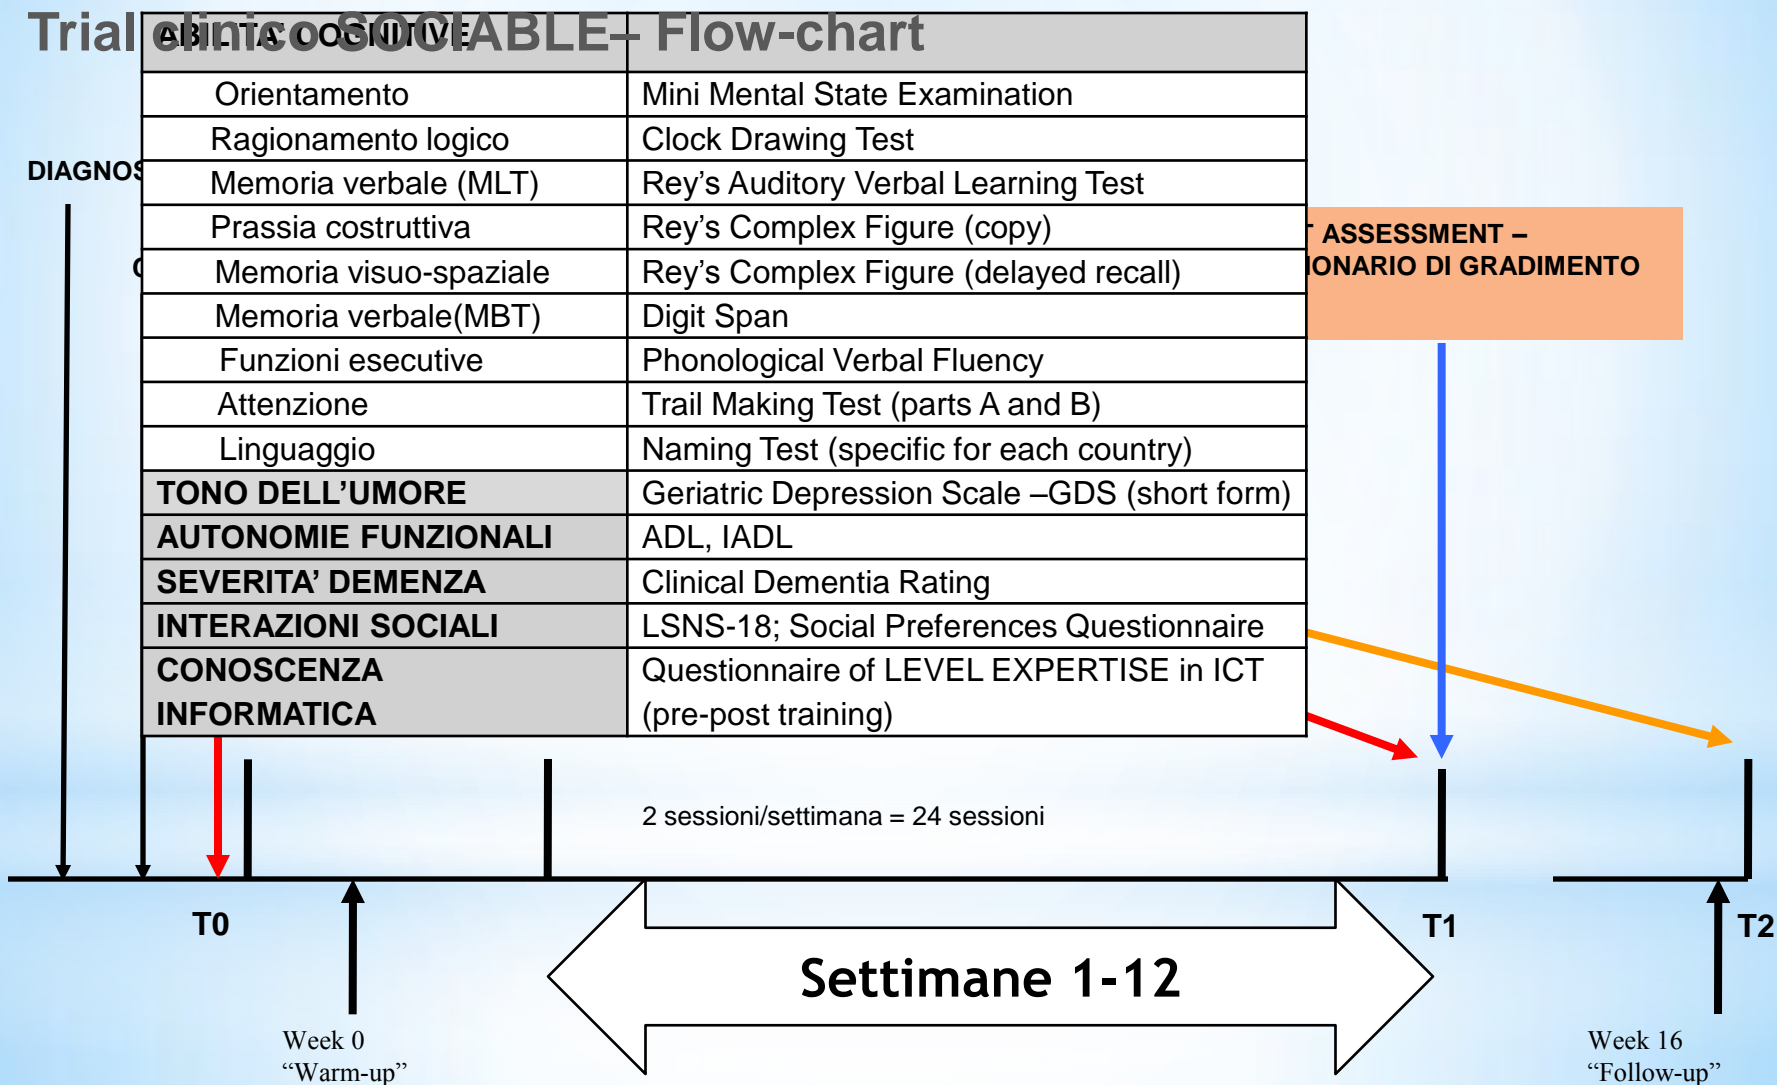 Trial clinico SOCIABLE– Flow-chart
ABILITA' COGNITIVE
Orientamento Mini Mental State Examination
Ragionamento logico Clock Drawing Test
DIAGNOS
Memoria verbale (MLT) Rey’s Auditory Verbal Learning Test
Prassia costruttiva Rey’s Complex Figure (copy)
T ASSESSMENT –
Memoria visuo-spaziale Rey’s Complex Figure (delayed recall)
IONARIO DI GRADIMENTO
Memoria verbale(MBT) Digit Span
Funzioni esecutive Phonological Verbal Fluency
Attenzione Trail Making Test (parts A and B)
Linguaggio Naming Test (specific for each country)
TONO DELL’UMORE Geriatric Depression Scale –GDS (short form)
AUTONOMIE FUNZIONALI ADL, IADL
SEVERITA’ DEMENZA Clinical Dementia Rating
INTERAZIONI SOCIALI LSNS-18; Social Preferences Questionnaire
CONOSCENZA Questionnaire of LEVEL EXPERTISE in ICT
INFORMATICA (pre-post training)
2 sessioni/settimana = 24 sessioni
T0
T1
T2
Settimane 1-12
Week 0
“Warm-up”
Week 16
“Follow-up”